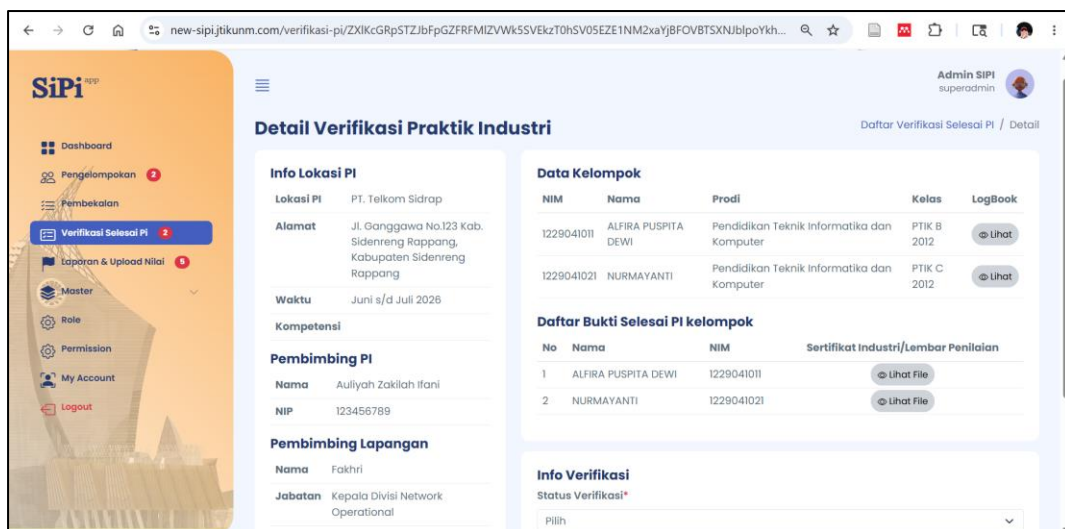 new-sipi.jtikunm.com/verifikasi-pi/
SiPi app
Dashboard
Pengelompokan 2
Pembekalan
Verifikasi Selesai Pi 2
Laporan & Upload Nilai 5
Master
Role
Permission
My Account
Logout
Admin SIPI
superadmin
Detail Verifikasi Praktik Industri
Daftar Verifikasi Selesai PI / Detail
Info Lokasi PI
Lokasi PI PT. Telkom Sidrap
Alamat Jl. Ganggawa No.123 Kab.
Sidenreng Rappang,
Kabupaten Sidenreng
Rappang
Waktu Juni s/d Juli 2026
Kompetensi
Pembimbing PI
Nama Auliyah Zakilah Ifani
NIP 123456789
Pembimbing Lapangan
Nama Fakhri
Jabatan Kepala Divisi Network
Operational
Data Kelompok
NIM Nama Prodi Kelas LogBook
1229041011 ALFIRA PUSPITA DEWI Pendidikan Teknik Informatika dan Komputer PTIK B 2012 Lihat
1229041021 NURMAYANTI Pendidikan Teknik Informatika dan Komputer PTIK C 2012 Lihat
Daftar Bukti Selesai PI kelompok
No Nama NIM Sertifikat Industri/Lembar Penilaian
1 ALFIRA PUSPITA DEWI 1229041011 Lihat File
2 NURMAYANTI 1229041021 Lihat File
Info Verifikasi
Status Verifikasi*
Pilih